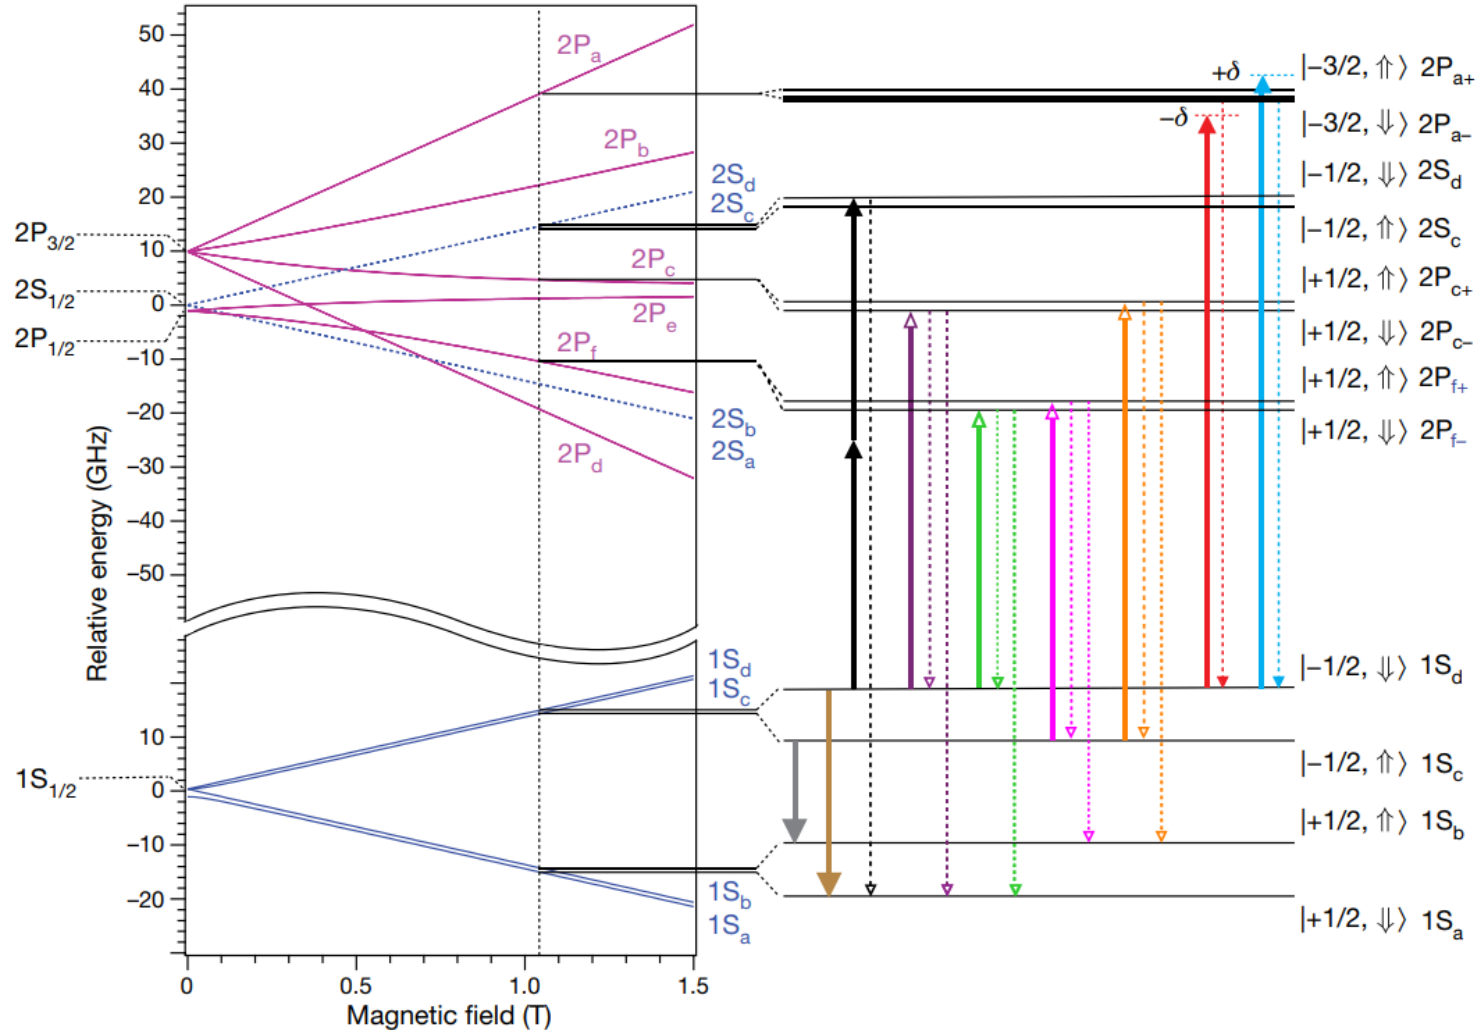 50
40
30
20
10
0
−10
−20
−30
−40
−50
10
0
−10
−20
Relative energy (GHz)
2P3/2
2S1/2
2P1/2
1S1/2
2Pa
2Pb
2Sd
2Sc
2Pc
2Pe
2Pf
2Sb
2Sa
2Pd
1Sd
1Sc
1Sb
1Sa
0
0.5
1.0
1.5
Magnetic field (T)
+δ
−δ
|−3/2, ⇑⟩ 2Pa+
|−3/2, ⇓⟩ 2Pa−
|−1/2, ⇓⟩ 2Sd
|−1/2, ⇑⟩ 2Sc
|+1/2, ⇑⟩ 2Pc+
|+1/2, ⇓⟩ 2Pc−
|+1/2, ⇑⟩ 2Pf+
|+1/2, ⇓⟩ 2Pf−
|−1/2, ⇓⟩ 1Sd
|−1/2, ⇑⟩ 1Sc
|+1/2, ⇑⟩ 1Sb
|+1/2, ⇓⟩ 1Sa